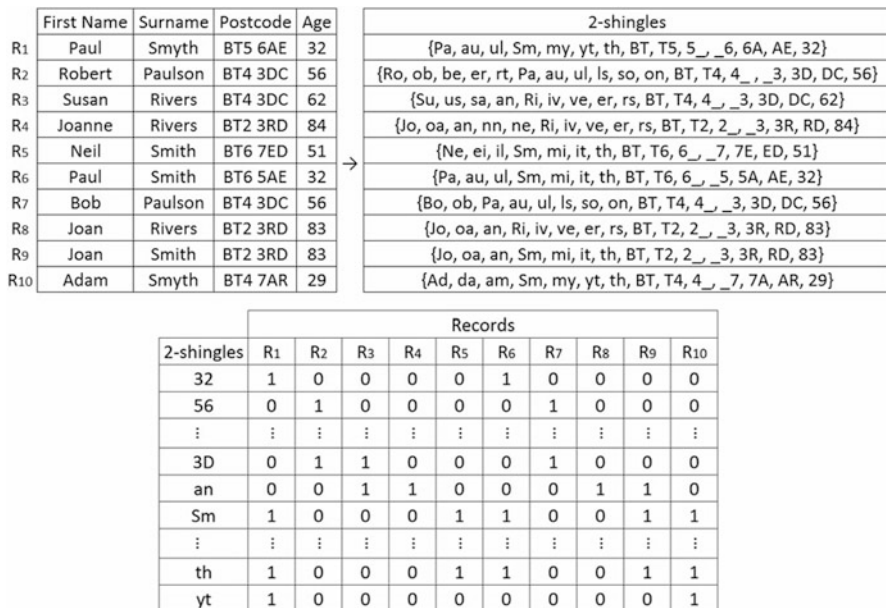 First Name Surname Postcode Age 2-shingles
R1 Paul Smyth BT5 6AE 32 {Pa, au, ul, Sm, my, yt, th, BT, T5, 5_, _6, 6A, AE, 32}
R2 Robert Paulson BT4 3DC 56 {Ro, ob, be, er, rt, Pa, au, ul, ls, so, on, BT, T4, 4_, _3, 3D, DC, 56}
R3 Susan Rivers BT4 3DC 62 {Su, us, sa, an, Ri, iv, ve, er, rs, BT, T4, 4_, _3, 3D, DC, 62}
R4 Joanne Rivers BT2 3RD 84 {Jo, oa, an, nn, ne, Ri, iv, ve, er, rs, BT, T2, 2_, _3, 3R, RD, 84}
R5 Neil Smith BT6 7ED 51 → {Ne, ei, il, Sm, mi, it, th, BT, T6, 6_, _7, 7E, ED, 51}
R6 Paul Smith BT6 5AE 32 {Pa, au, ul, Sm, mi, it, th, BT, T6, 6_, _5, 5A, AE, 32}
R7 Bob Paulson BT4 3DC 56 {Bo, ob, Pa, au, ul, ls, so, on, BT, T4, 4_, _3, 3D, DC, 56}
R8 Joan Rivers BT2 3RD 83 {Jo, oa, an, Ri, iv, ve, er, rs, BT, T2, 2_, _3, 3R, RD, 83}
R9 Joan Smith BT2 3RD 83 {Jo, oa, an, Sm, mi, it, th, BT, T2, 2_, _3, 3R, RD, 83}
R10 Adam Smyth BT4 7AR 29 {Ad, da, am, Sm, my, yt, th, BT, T4, 4_, _7, 7A, AR, 29}
Records
2-shingles R1 R2 R3 R4 R5 R6 R7 R8 R9 R10
32 1 0 0 0 0 1 0 0 0 0
56 0 1 0 0 0 0 1 0 0 0
⋮ ⋮ ⋮ ⋮ ⋮ ⋮ ⋮ ⋮ ⋮ ⋮ ⋮
3D 0 1 1 0 0 0 1 0 0 0
an 0 0 1 1 0 0 0 1 1 0
Sm 1 0 0 0 1 1 0 0 1 1
⋮ ⋮ ⋮ ⋮ ⋮ ⋮ ⋮ ⋮ ⋮ ⋮ ⋮
th 1 0 0 0 1 1 0 0 1 1
yt 1 0 0 0 0 0 0 0 0 1